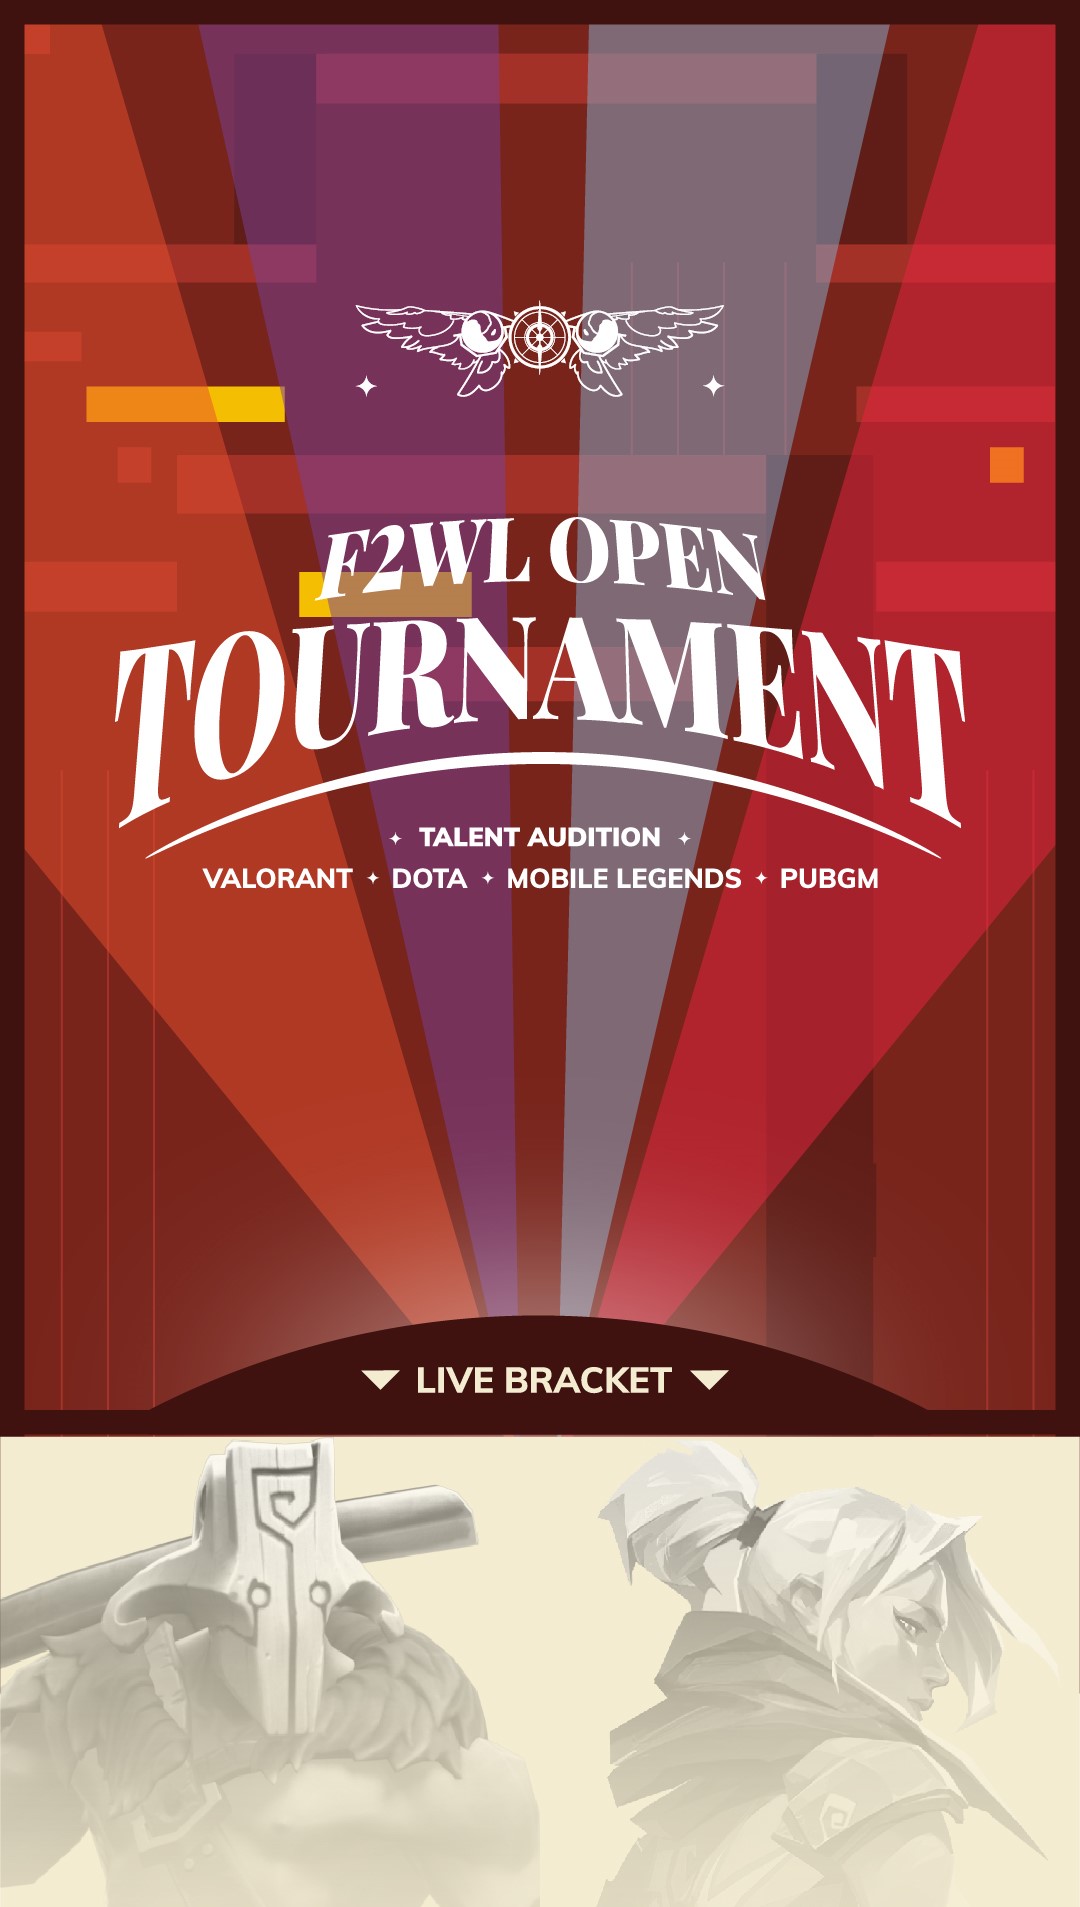 F2WL OPEN
TOURNAMENT
TALENT AUDITION
VALORANT ✦ DOTA ✦ MOBILE LEGENDS ✦ PUBGM
LIVE BRACKET